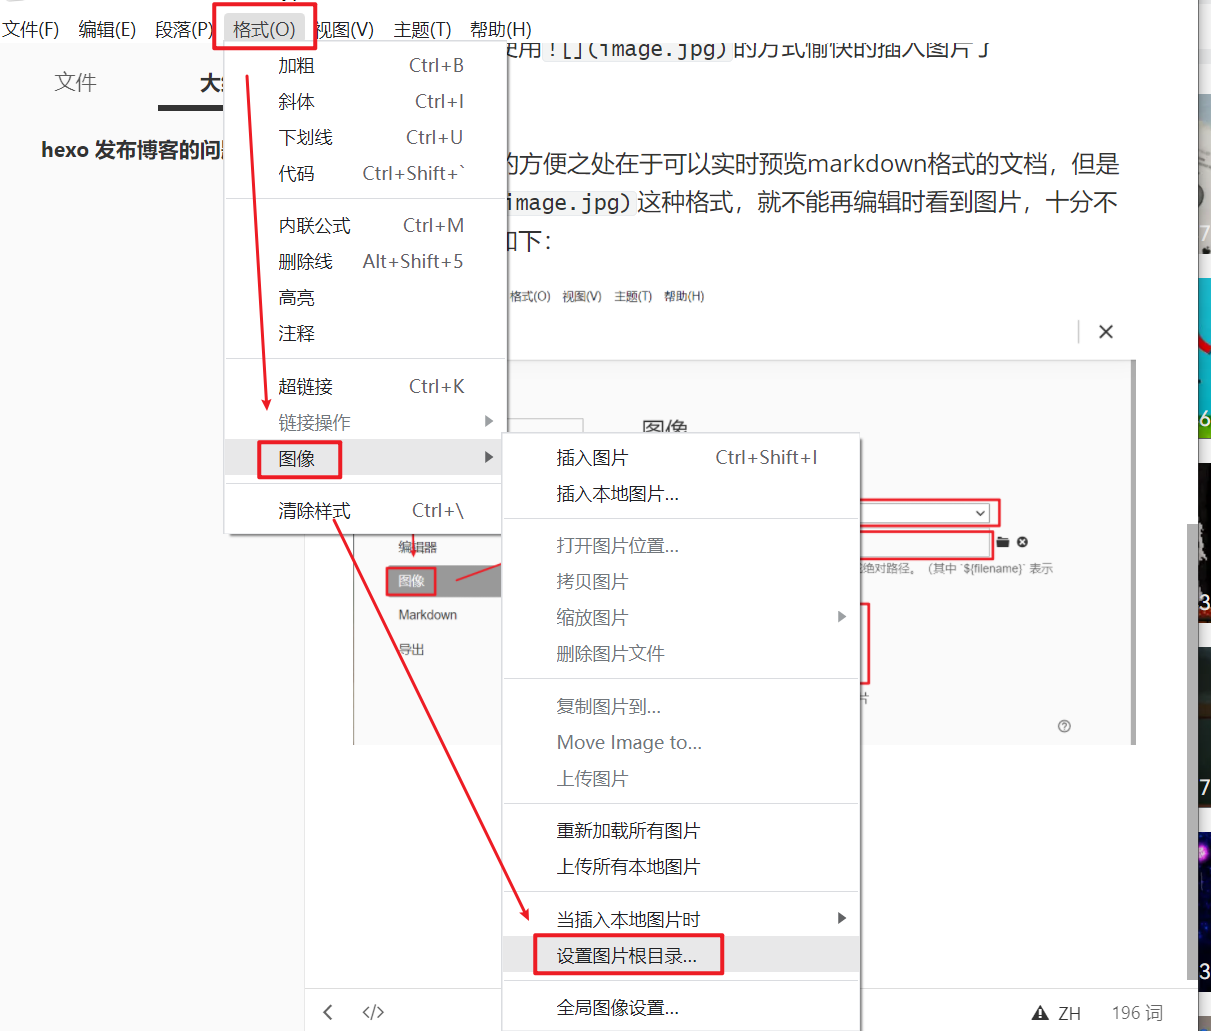 文件(F) 编辑(E) 段落(P) 格式(O) 视图(V) 主题(T) 帮助(H)
使用 ![](image.jpg) 的方式愉快的插入图片了
文件 大
hexo 发布博客的问
的方便之处在于可以实时预览markdown格式的文档，但是
image.jpg) 这种格式，就不能再编辑时看到图片，十分不
如下：
加粗 Ctrl+B
斜体 Ctrl+I
下划线 Ctrl+U
代码 Ctrl+Shift+`
内联公式 Ctrl+M
删除线 Alt+Shift+5
高亮
注释
超链接 Ctrl+K
链接操作
图像
清除样式 Ctrl+\
格式(O) 视图(V) 主题(T) 帮助(H)
图像
编辑器
图像
Markdown
导出
绝对路径。（其中 `${filename}` 表示
片
插入图片 Ctrl+Shift+I
插入本地图片...
打开图片位置...
拷贝图片
缩放图片
删除图片文件
复制图片到...
Move Image to...
上传图片
重新加载所有图片
上传所有本地图片
当插入本地图片时
设置图片根目录...
全局图像设置...
</> ZH 196 词
7
6
3
7
3